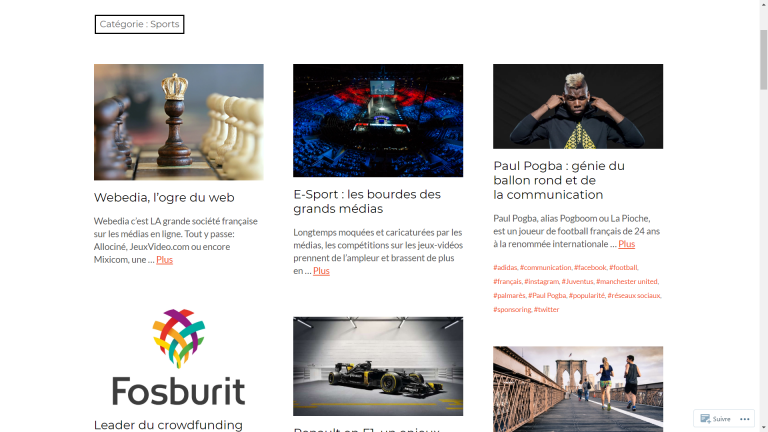 Catégorie : Sports
Webedia, l'ogre du web
Webedia c'est LA grande société française
sur les médias en ligne. Tout y passe:
Allociné, JeuxVideo.com ou encore
Mixicom, une ... Plus
E-Sport : les bourdes des
grands médias
Longtemps moquées et caricaturées par les
médias, les compétitions sur les jeux-vidéos
prennent de l'ampleur et brassent de plus
en ... Plus
Paul Pogba : génie du
ballon rond et de
la communication
Paul Pogba, alias Pogboom ou La Pioche,
est un joueur de football français de 24 ans
à la renommée internationale ... Plus
#adidas, #communication, #facebook, #football,
#français, #instagram, #Juventus, #manchester united,
#palmarès, #Paul Pogba, #popularité, #réseaux sociaux,
#sponsoring, #twitter
Fosburit
Leader du crowdfunding
Renault en F1, un enjeux
Suivre